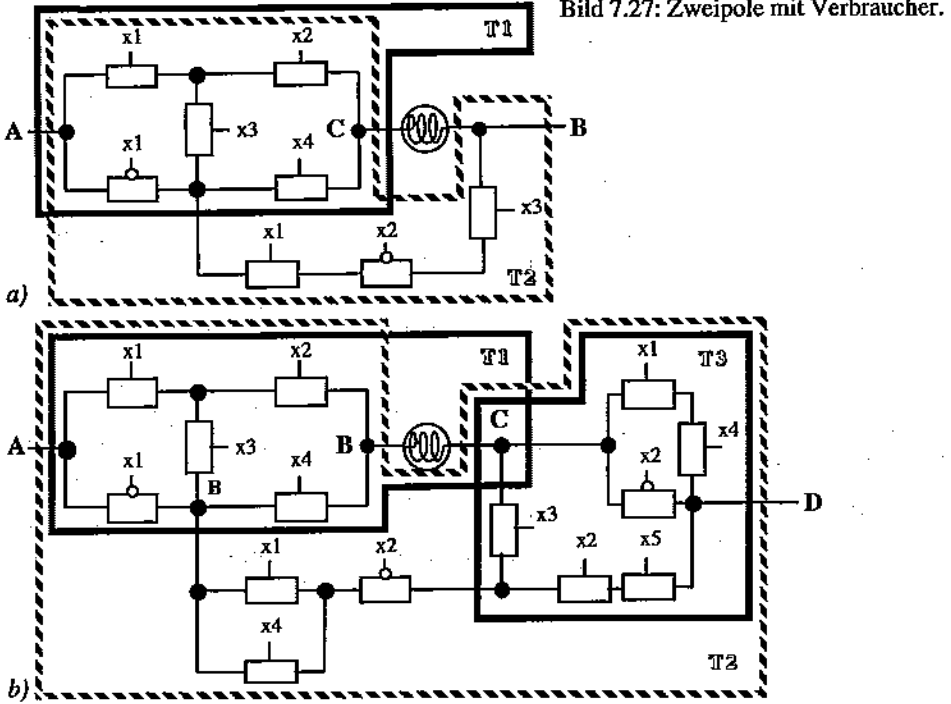 Bild 7.27: Zweipole mit Verbraucher.
T1
x1
x2
A
x3
C
B
x1
x4
x3
x1
x2
T2
a)
x1
x2
T1
x1
T3
C
A
x3
B
x4
x1
B
x4
x2
D
x3
x1
x2
x2
x5
x4
T2
b)